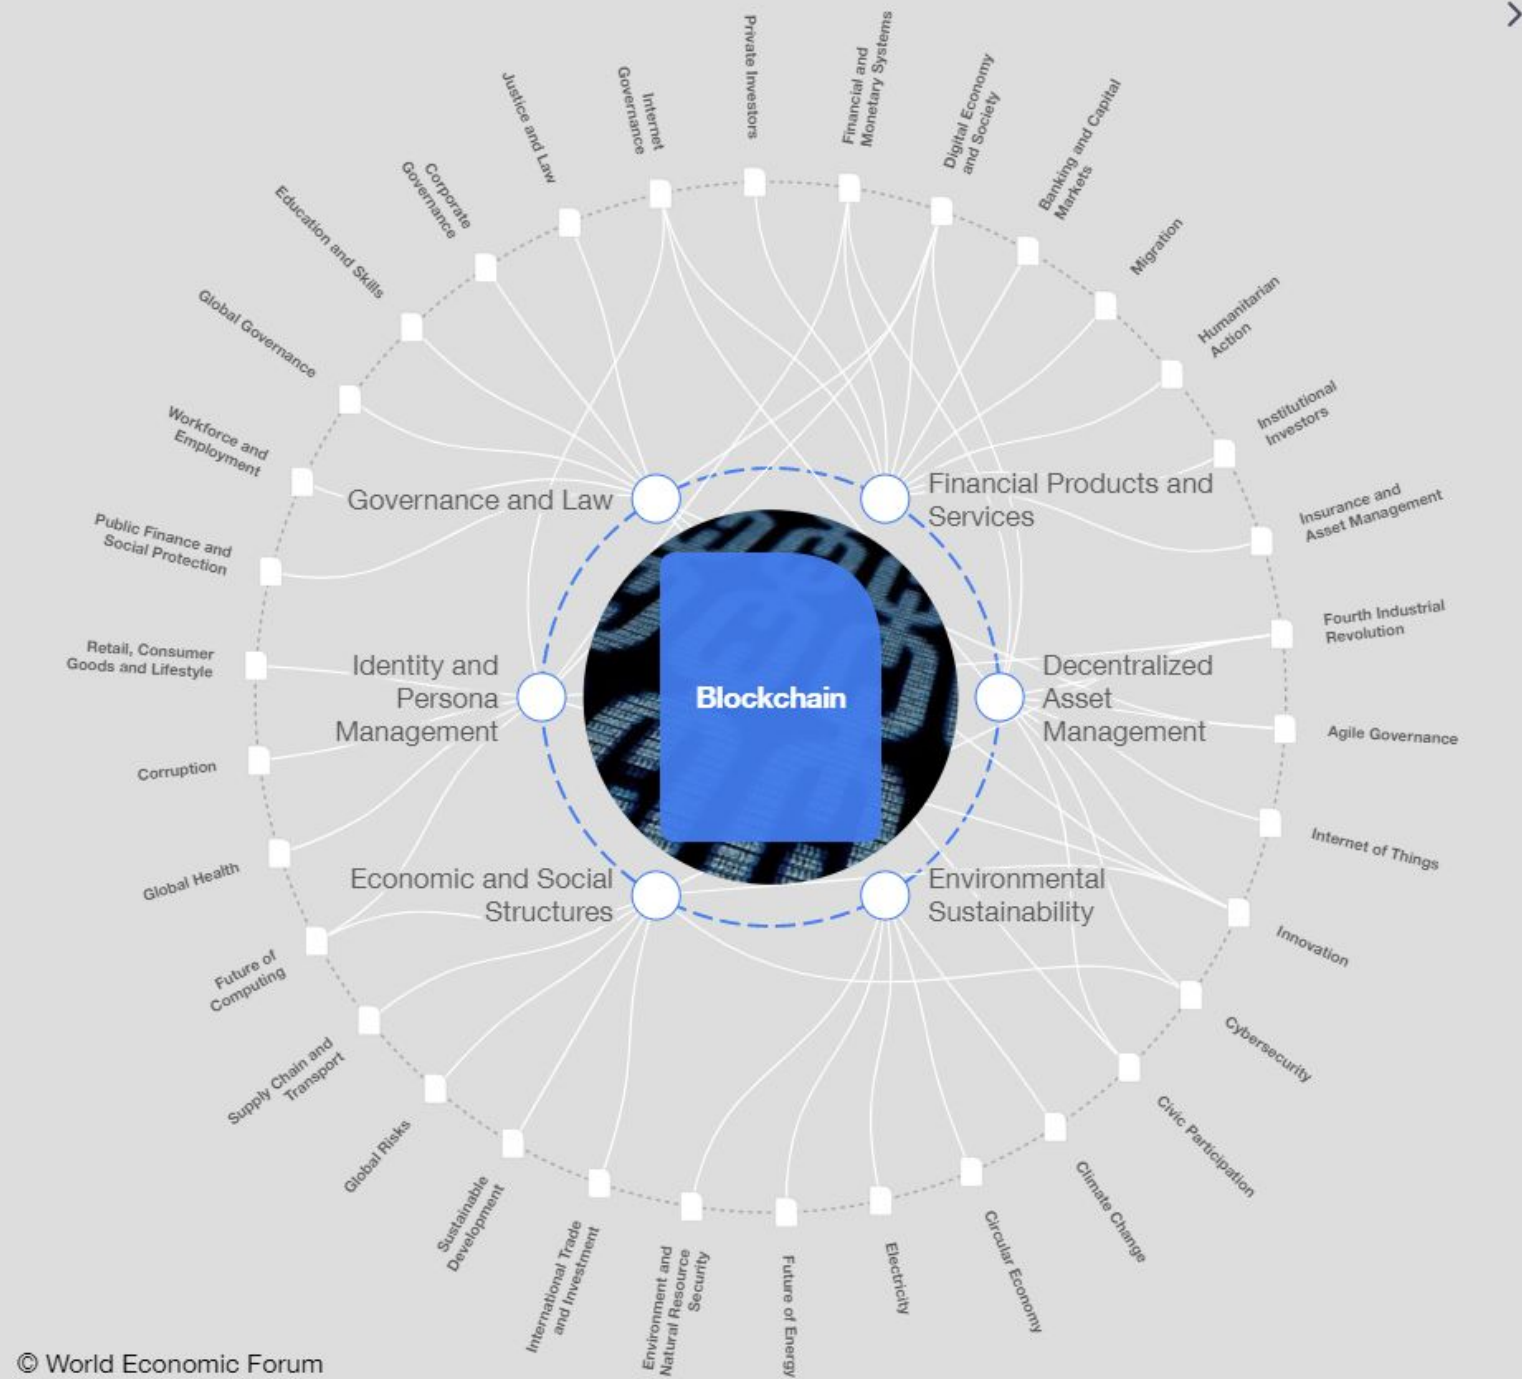 Private Investors
Financial and
Monetary Systems
Digital Economy
and Society
Banking and Capital
Markets
Migration
Humanitarian
Action
Institutional
Investors
Insurance and
Asset Management
Fourth Industrial
Revolution
Agile Governance
Internet of Things
Innovation
Cybersecurity
Civic Participation
Climate Change
Circular Economy
Electricity
Future of Energy
Environment and
Natural Resource
Security
International Trade
and Investment
Sustainable
Development
Global Risks
Supply Chain and
Transport
Future of
Computing
Global Health
Corruption
Retail, Consumer
Goods and Lifestyle
Public Finance and
Social Protection
Workforce and
Employment
Global Governance
Education and Skills
Corporate
Governance
Justice and Law
Internet
Governance
Governance and Law
Financial Products and
Services
Identity and
Persona
Management
Blockchain
Decentralized
Asset
Management
Economic and Social
Structures
Environmental
Sustainability
© World Economic Forum